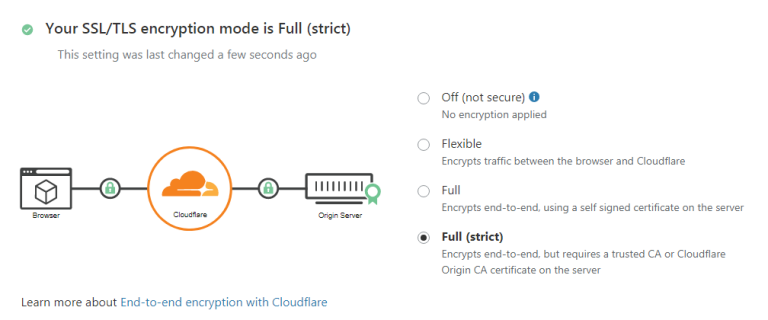 Your SSL/TLS encryption mode is Full (strict)
This setting was last changed a few seconds ago
Off (not secure)
No encryption applied
Flexible
Encrypts traffic between the browser and Cloudflare
Full
Encrypts end-to-end, using a self signed certificate on the server
Full (strict)
Encrypts end-to-end, but requires a trusted CA or Cloudflare
Origin CA certificate on the server
Browser
Cloudflare
Origin Server
Learn more about End-to-end encryption with Cloudflare